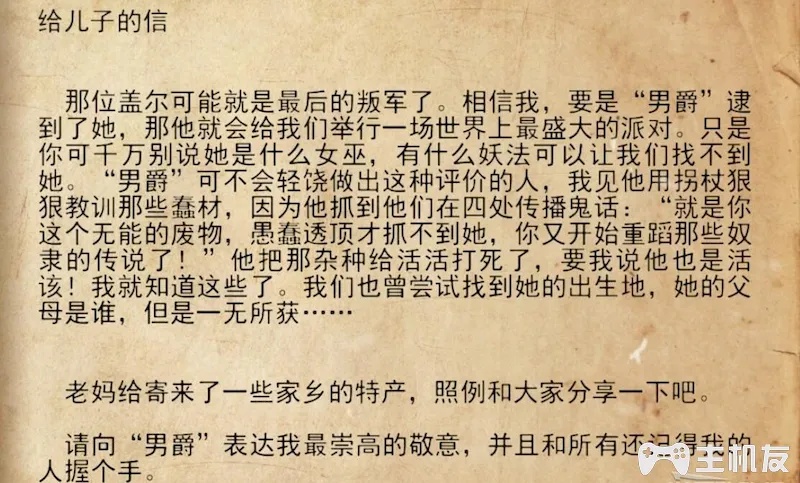 给儿子的信
那位盖尔可能就是最后的叛军了。相信我，要是“男爵”逮
到了她，那他就会给我们举行一场世界上最盛大的派对。只是
你可千万别说她是什么女巫，有什么妖法可以让我们找不到
她。“男爵”可不会轻饶做出这种评价的人，我见他用拐杖狠
狠教训那些蠢材，因为他抓到他们在四处传播鬼话：“就是你
这个无能的废物，愚蠢透顶才抓不到她，你又开始重蹈那些奴
隶的传说了！”他把那杂种给活活打死了，要我说他也是活
该！我就知道这些了。我们也曾尝试找到她的出生地，她的父
母是谁，但是一无所获……
老妈给寄来了一些家乡的特产，照例和大家分享一下吧。
请向“男爵”表达我最崇高的敬意，并且和所有还记得我的
人握个手。
主机友